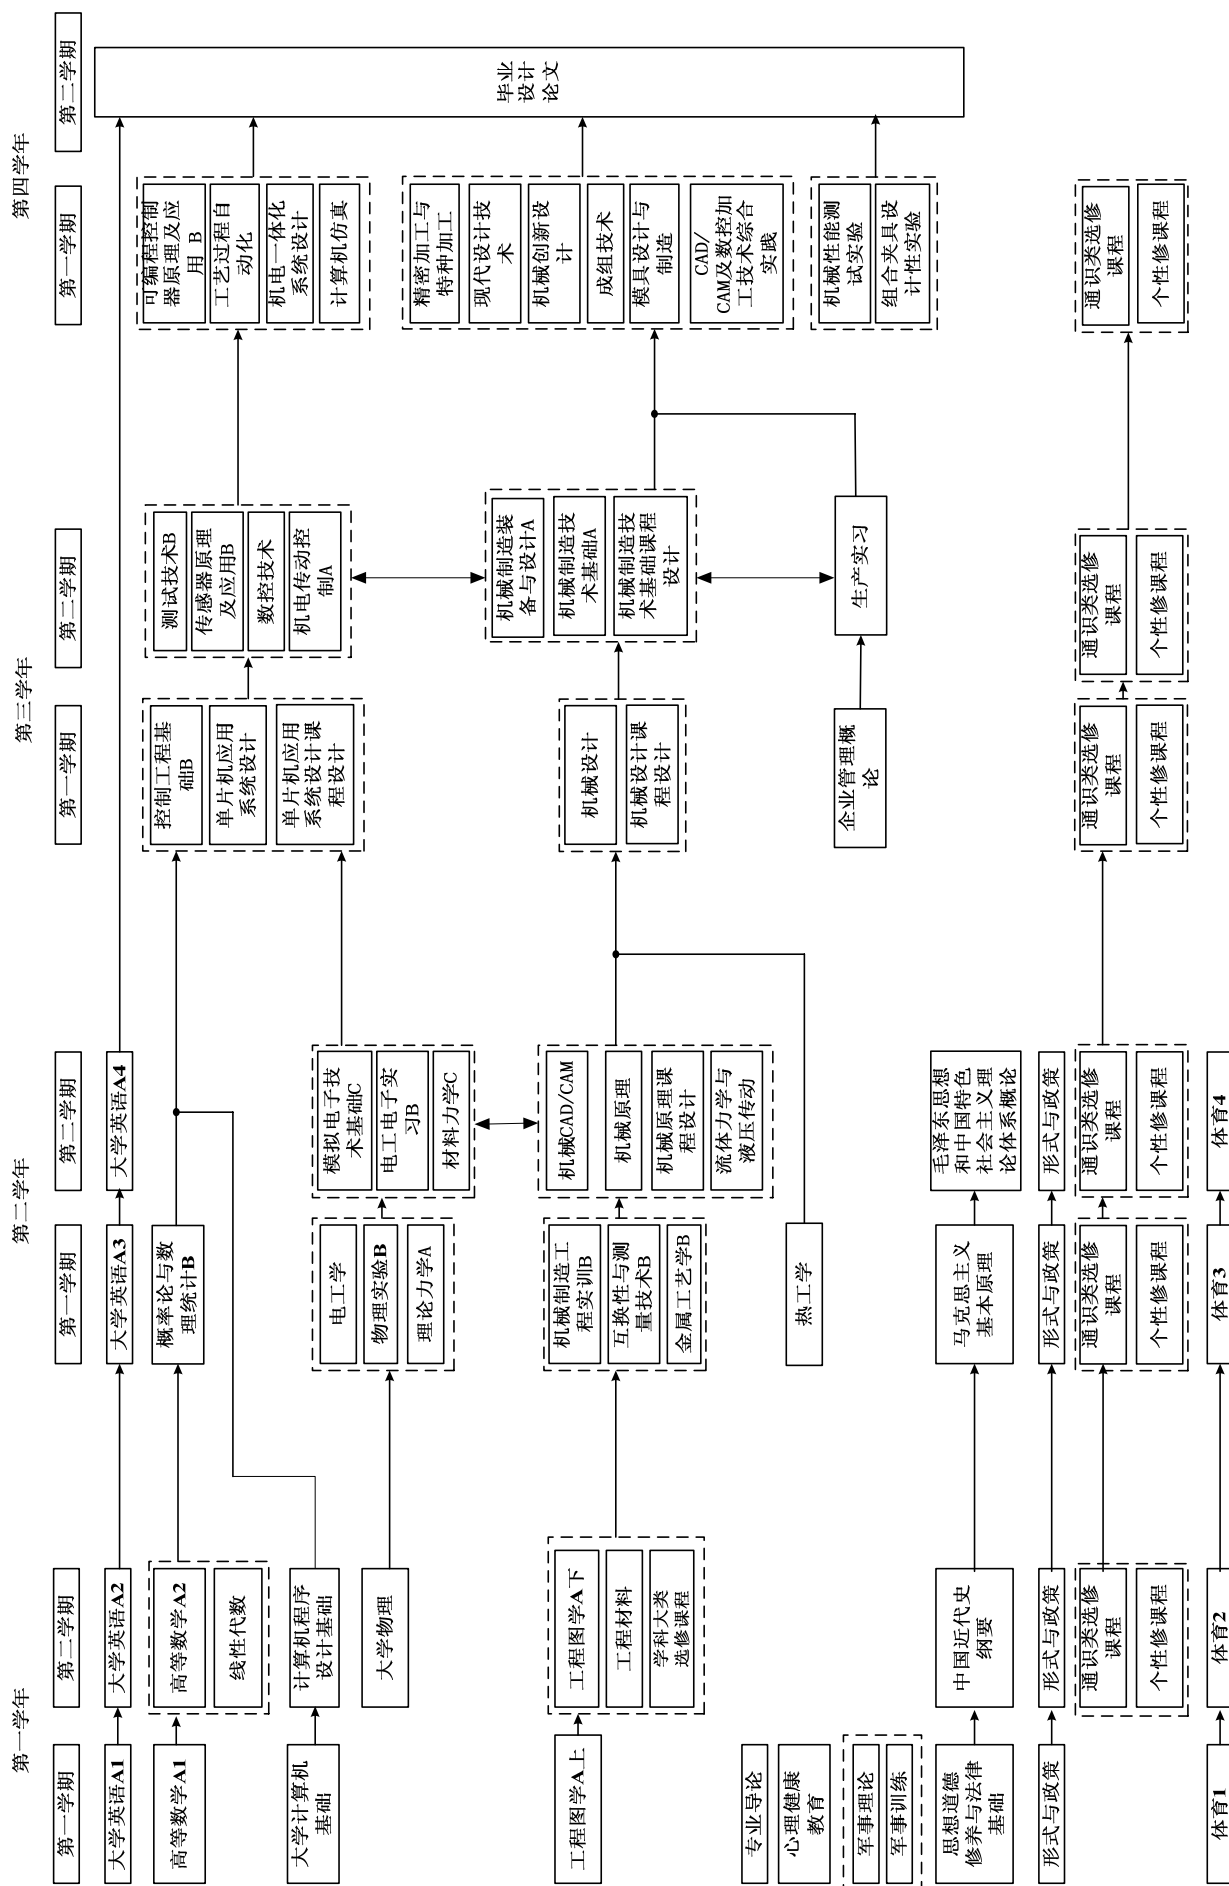 第一学年
第二学年
第三学年
第四学年
第一学期
第二学期
第一学期
第二学期
第一学期
第二学期
第一学期
第二学期
大学英语A1
大学英语A2
大学英语A3
大学英语A4
高等数学A1
高等数学A2
线性代数
概率论与数
理统计B
大学计算机
基础
计算机程序
设计基础
大学物理
电工学
物理实验B
理论力学A
模拟电子技
术基础C
电工电子实
习B
材料力学C
控制工程基
础B
单片机应用
系统设计
单片机应用
系统设计课
程设计
测试技术B
传感器原理
及应用B
数控技术
机电传动控
制A
可编程控制
器原理及应
用 B
工艺过程自
动化
机电一体化
系统设计
计算机仿真
毕业
设计
论文
工程图学A上
工程图学A下
工程材料
学科大类
选修课程
机械制造工
程实训B
互换性与测
量技术B
金属工艺学B
机械CAD/CAM
机械原理
机械原理课
程设计
流体力学与
液压传动
机械设计
机械设计课
程设计
机械制造装
备与设计A
机械制造技
术基础A
机械制造技
术基础课程
设计
精密加工与
特种加工
现代设计技
术
机械创新设
计
成组技术
模具设计与
制造
CAD/
CAM及数控加
工技术综合
实践
专业导论
心理健康
教育
热工学
企业管理概
论
生产实习
机械性能测
试实验
组合夹具设
计性实验
军事理论
军事训练
思想道德
修养与法律
基础
中国近代史
纲要
马克思主义
基本原理
毛泽东思想
和中国特色
社会主义理
论体系概论
形式与政策
形式与政策
形式与政策
形式与政策
通识类选修
课程
个性修课程
通识类选修
课程
个性修课程
通识类选修
课程
个性修课程
通识类选修
课程
个性修课程
通识类选修
课程
个性修课程
通识类选修
课程
个性修课程
体育1
体育2
体育3
体育4